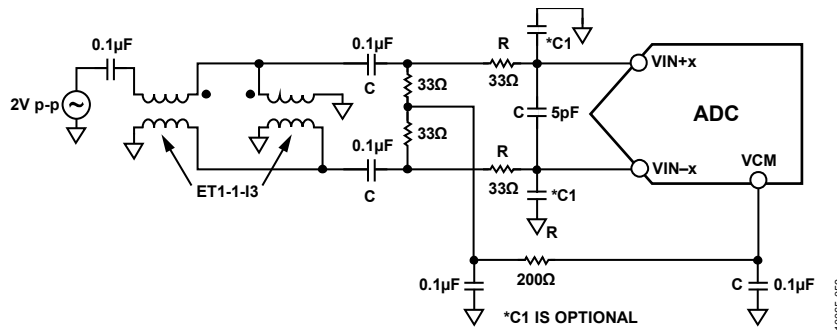 0.1µF
2V p-p
ET1-1-I3
0.1µF
C
33Ω
33Ω
0.1µF
C
R
33Ω
R
33Ω
*C1
C
5pF
*C1
R
VIN+x
ADC
VIN–x
VCM
0.1µF
200Ω
C
0.1µF
*C1 IS OPTIONAL